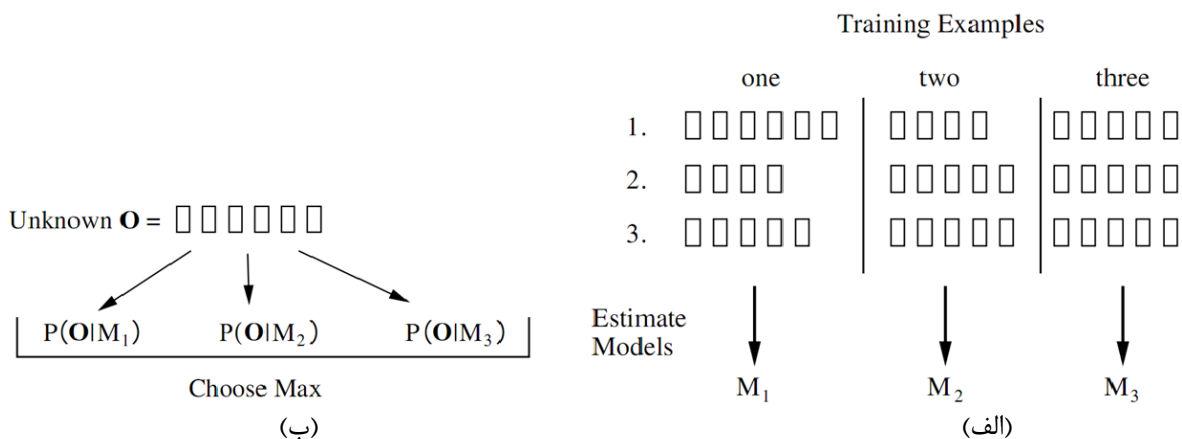 Training Examples
one two three
1.
2.
3.
Estimate
Models
M₁ M₂ M₃
(الف)
Unknown O =
P(O|M₁) P(O|M₂) P(O|M₃)
Choose Max
(ب)